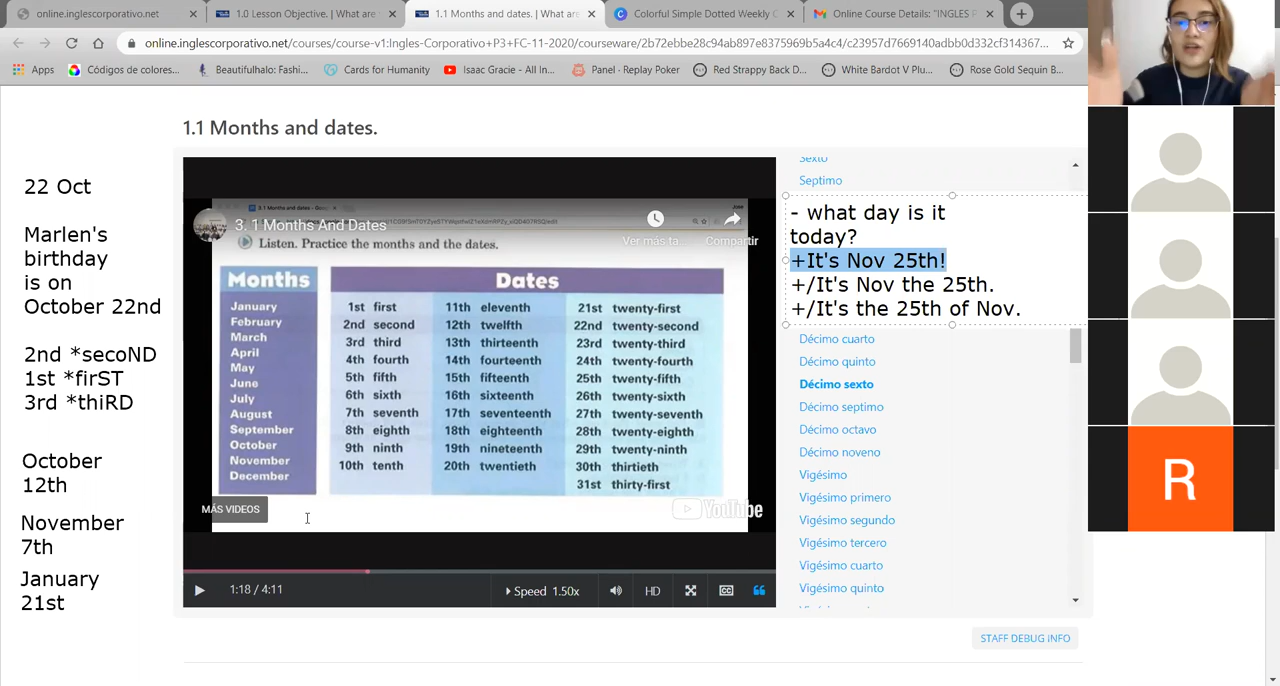 online.inglescorporativo.net
1.0 Lesson Objective. | What are
1.1 Months and dates. | What are
Colorful Simple Dotted Weekly C
Online Course Details: "INGLES P
online.inglescorporativo.net/courses/course-v1:Ingles-Corporativo+P3+FC-11-2020/courseware/2b72ebbe28c94ab897e8375969b5a4c4/c23957d7669140adbb0d332cf314367...
Apps
Códigos de colores...
Beautifulhalo: Fashi...
Cards for Humanity
Isaac Gracie - All In...
Panel · Replay Poker
Red Strappy Back D...
White Bardot V Plu...
Rose Gold Sequin B...
1.1 Months and dates.
22 Oct
Marlen's
birthday
is on
October 22nd
2nd *secoND
1st *firST
3rd *thiRD
October
12th
November
7th
January
21st
3. 1 Months And Dates
Ver más ta
Compartir
Listen. Practice the months and the dates.
Months
January
February
March
April
May
June
July
August
September
October
November
December
Dates
1st first
2nd second
3rd third
4th fourth
5th fifth
6th sixth
7th seventh
8th eighth
9th ninth
10th tenth
11th eleventh
12th twelfth
13th thirteenth
14th fourteenth
15th fifteenth
16th sixteenth
17th seventeenth
18th eighteenth
19th nineteenth
20th twentieth
21st twenty-first
22nd twenty-second
23rd twenty-third
24th twenty-fourth
25th twenty-fifth
26th twenty-sixth
27th twenty-seventh
28th twenty-eighth
29th twenty-ninth
30th thirtieth
31st thirty-first
MÁS VIDEOS
YouTube
1:18 / 4:11
Speed 1.50x
HD
CC
Sexto
Septimo
- what day is it
today?
+It's Nov 25th!
+/It's Nov the 25th.
+/It's the 25th of Nov.
Décimo cuarto
Décimo quinto
Décimo sexto
Décimo septimo
Décimo octavo
Décimo noveno
Vigésimo
Vigésimo primero
Vigésimo segundo
Vigésimo tercero
Vigésimo cuarto
Vigésimo quinto
STAFF DEBUG INFO
R